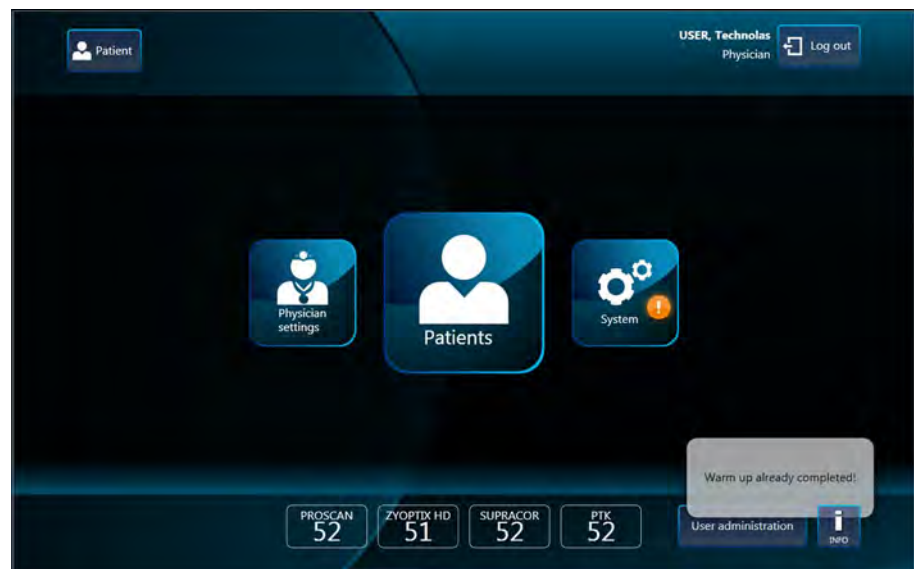 Patient
USER, Technolas
Physician
Log out
Physician
settings
Patients
System
Warm up already completed!
PROSCAN
52
ZYOPTIX HD
51
SUPRACOR
52
PTK
52
User administration
INFO